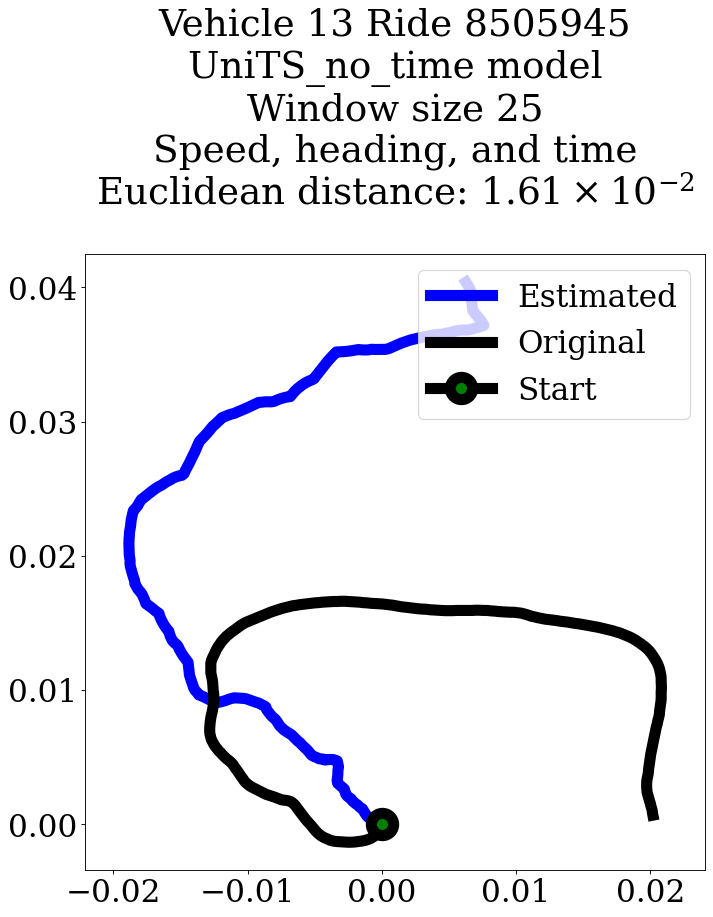 Vehicle 13 Ride 8505945
UniTS_no_time model
Window size 25
Speed, heading, and time
Euclidean distance: 1.61 × 10⁻²
Estimated
Original
Start
0.04
0.03
0.02
0.01
0.00
−0.02 −0.01 0.00 0.01 0.02